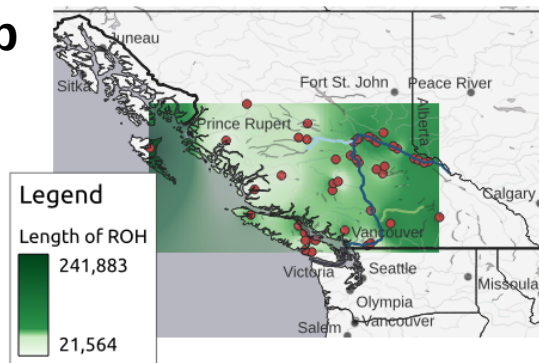 b
Juneau
Sitka
Fort St. John
Peace River
Prince Rupert
Alberta
Legend
Length of ROH
241,883
21,564
Calgary
Vancouver
Victoria
Seattle
Missoula
Olympia
Vancouver
Salem